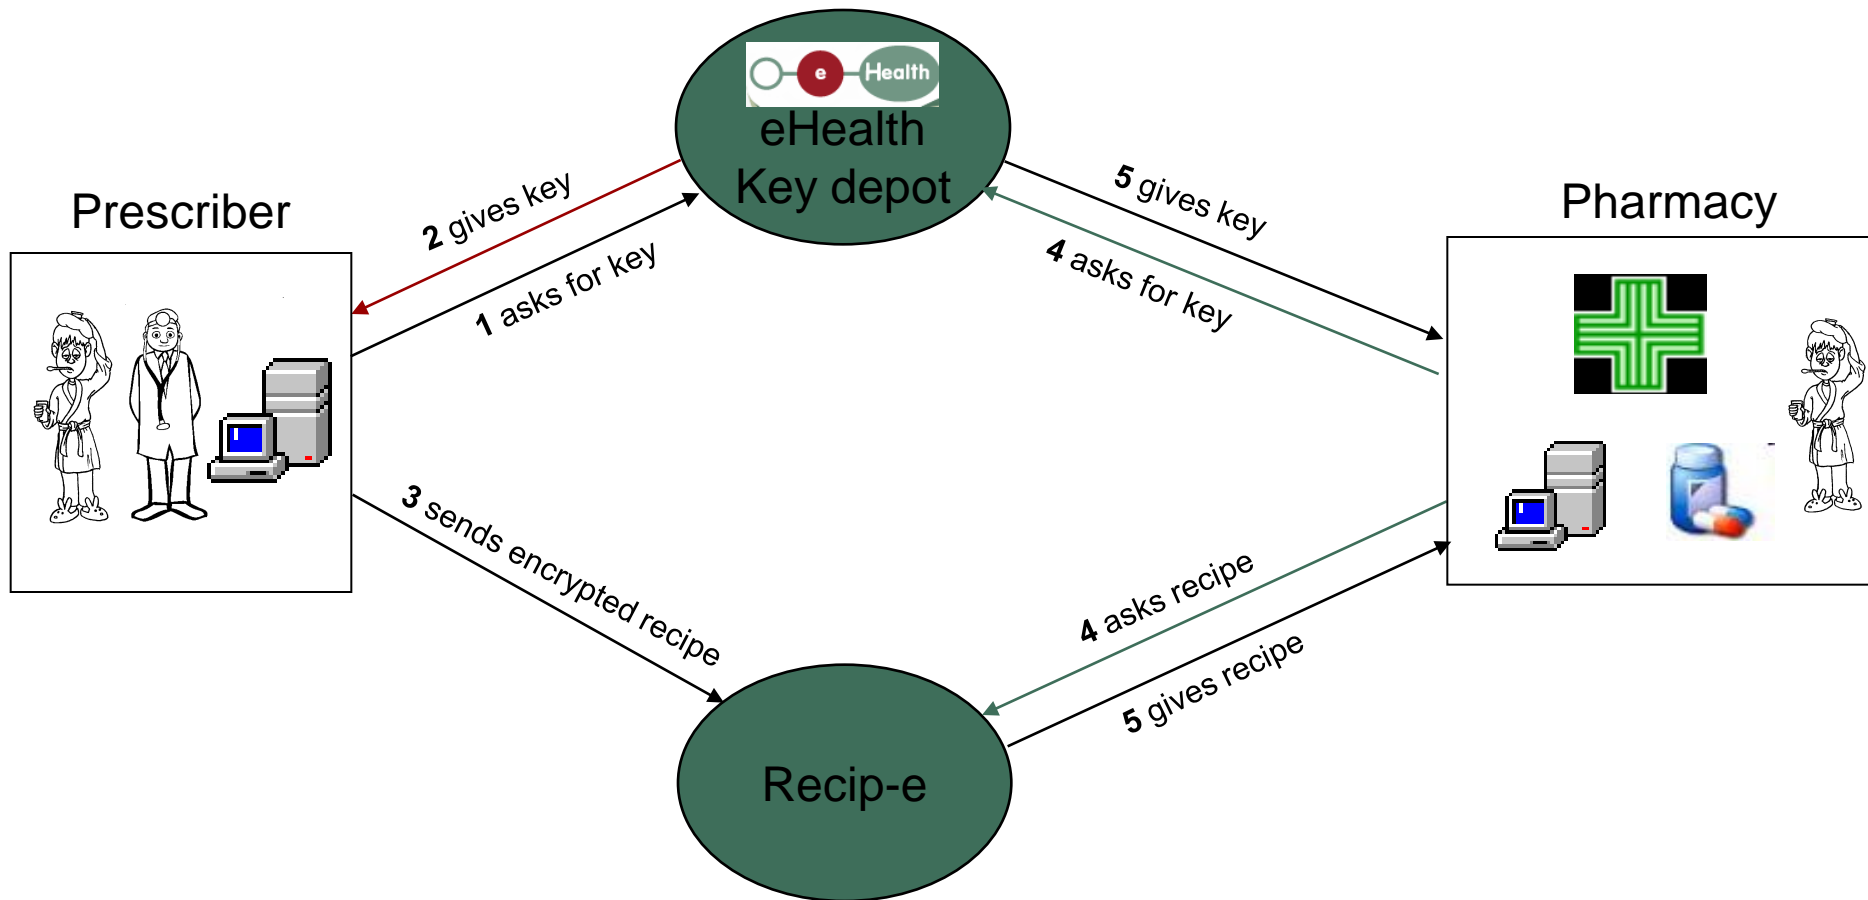 e Health
eHealth
Key depot
Prescriber
Pharmacy
2 gives key
1 asks for key
5 gives key
4 asks for key
3 sends encrypted recipe
4 asks recipe
5 gives recipe
Recip-e